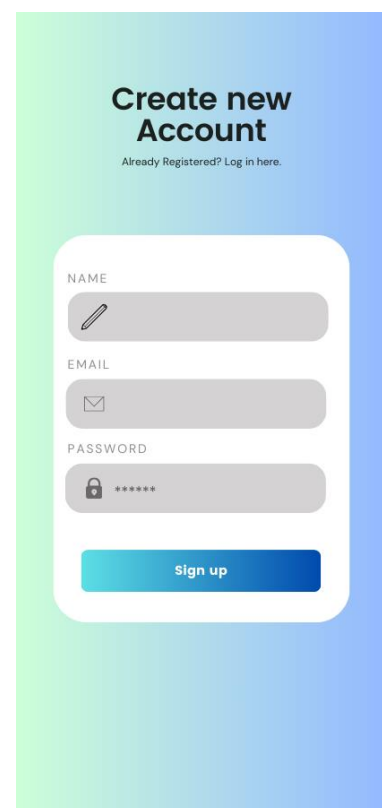 Create new
Account
Already Registered? Log in here.
NAME
EMAIL
PASSWORD
******
Sign up